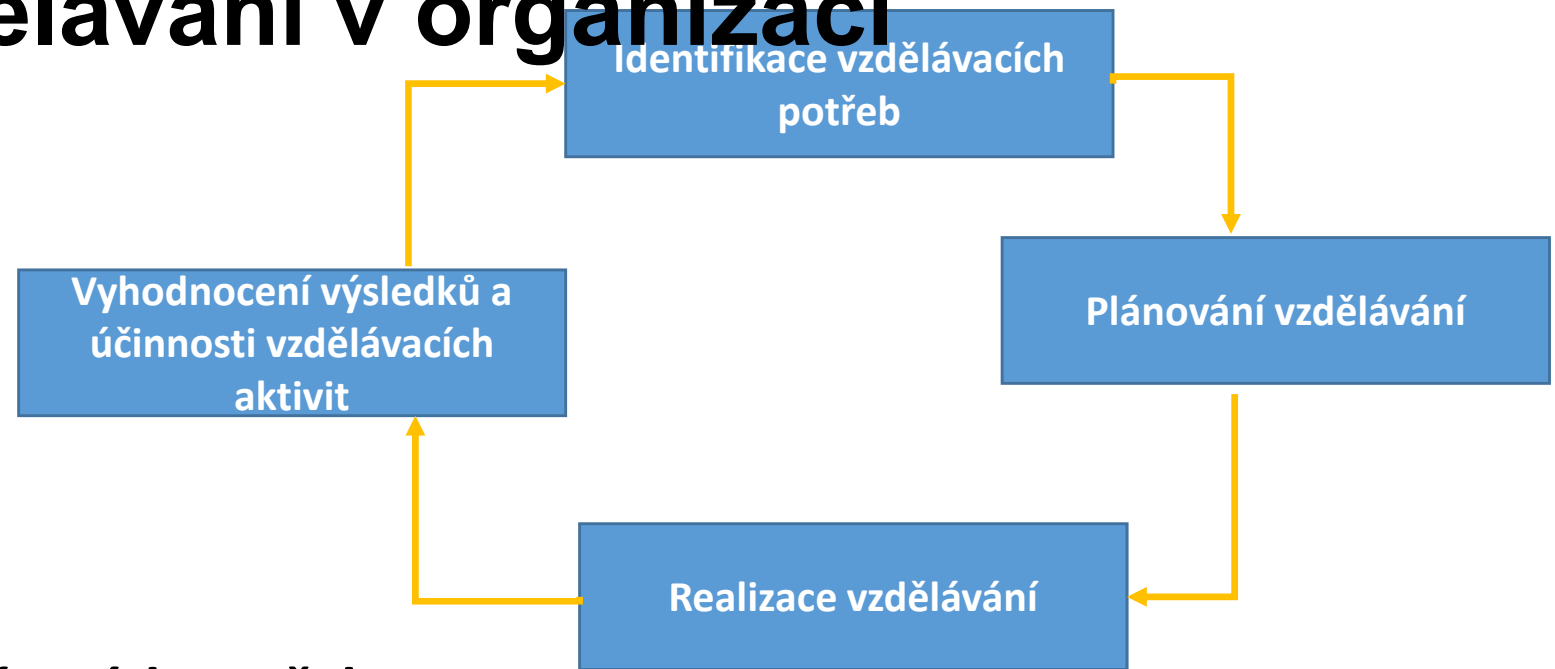 elávání v organizaci
Identifikace vzdělávacích
potřeb
Plánování vzdělávání
Vyhodnocení výsledků a
účinnosti vzdělávacích
aktivit
Realizace vzdělávání